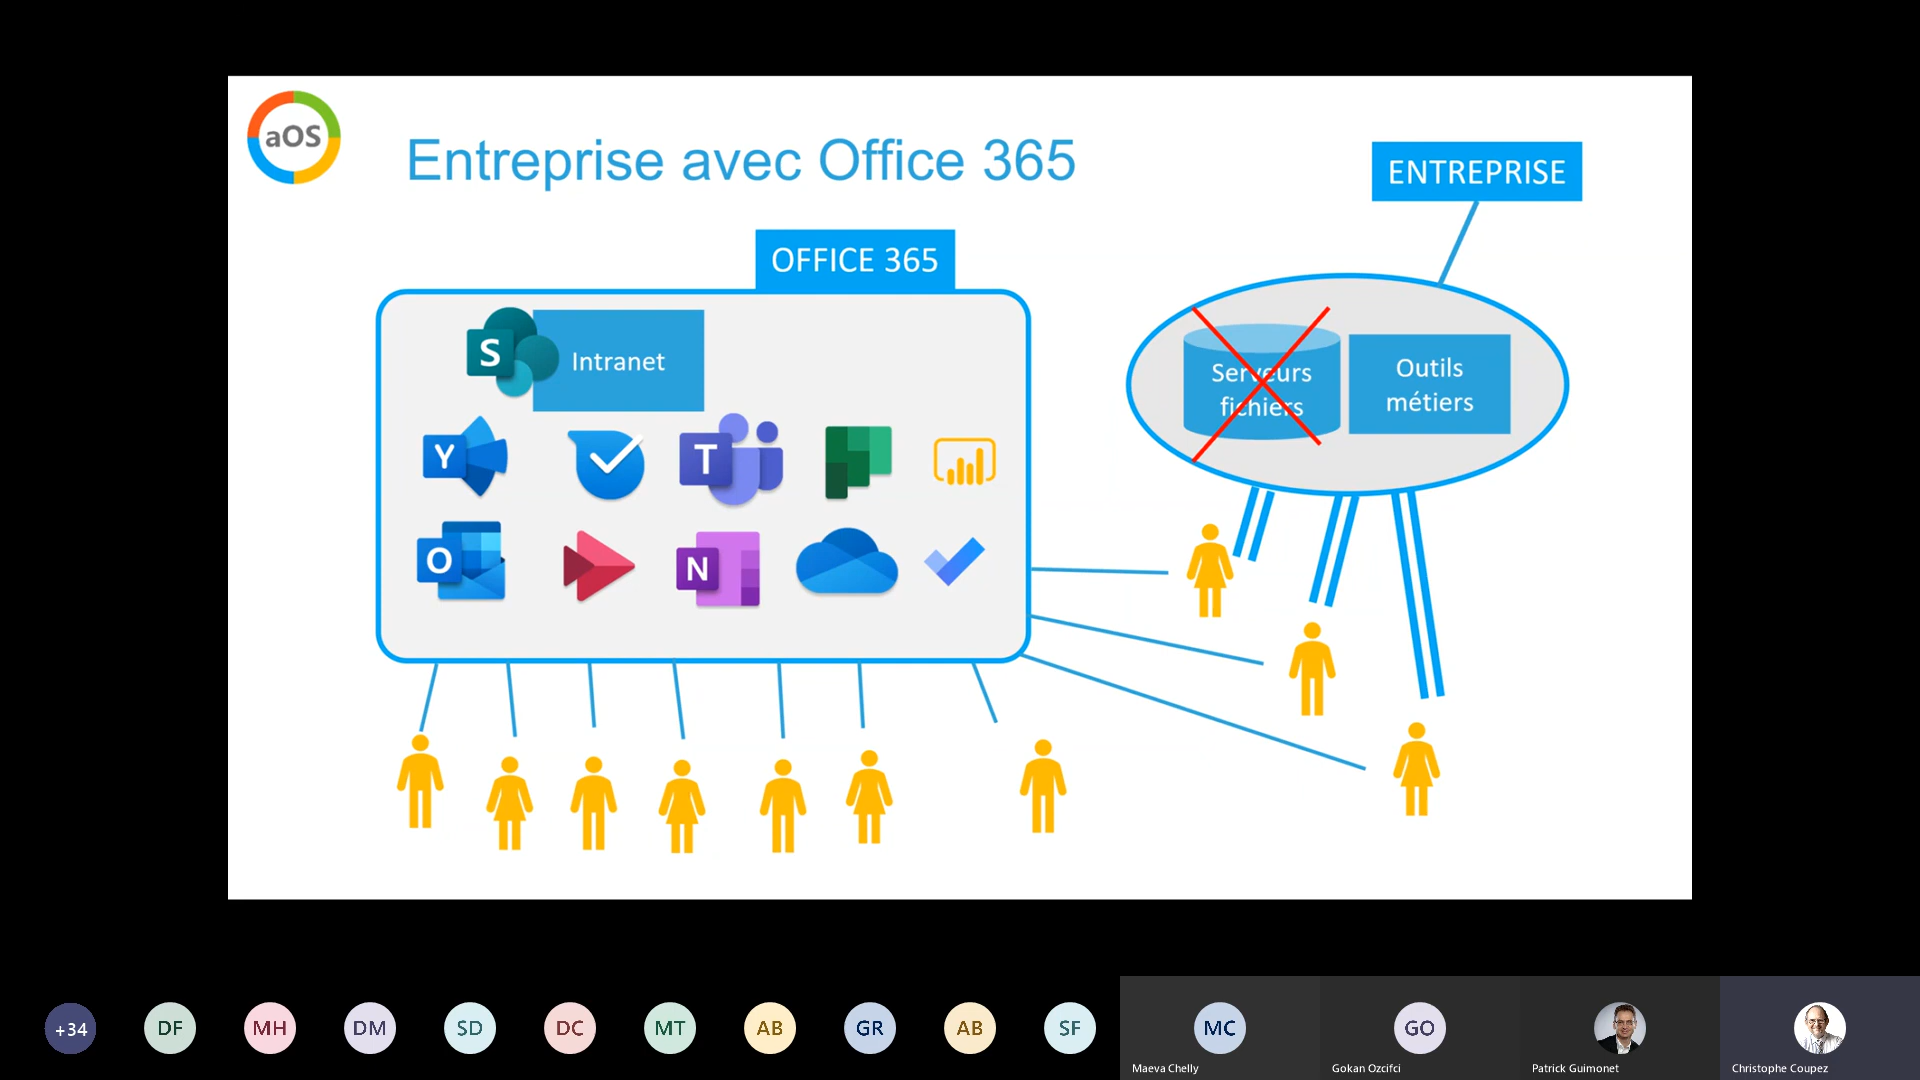 aOS
Entreprise avec Office 365
ENTREPRISE
OFFICE 365
S
Intranet
Serveurs
fichiers
Outils
métiers
Y
T
O
N
+34
DF
MH
DM
SD
DC
MT
AB
GR
AB
SF
MC
GO
Maeva Chelly
Gokan Ozcifci
Patrick Guimonet
Christophe Coupez